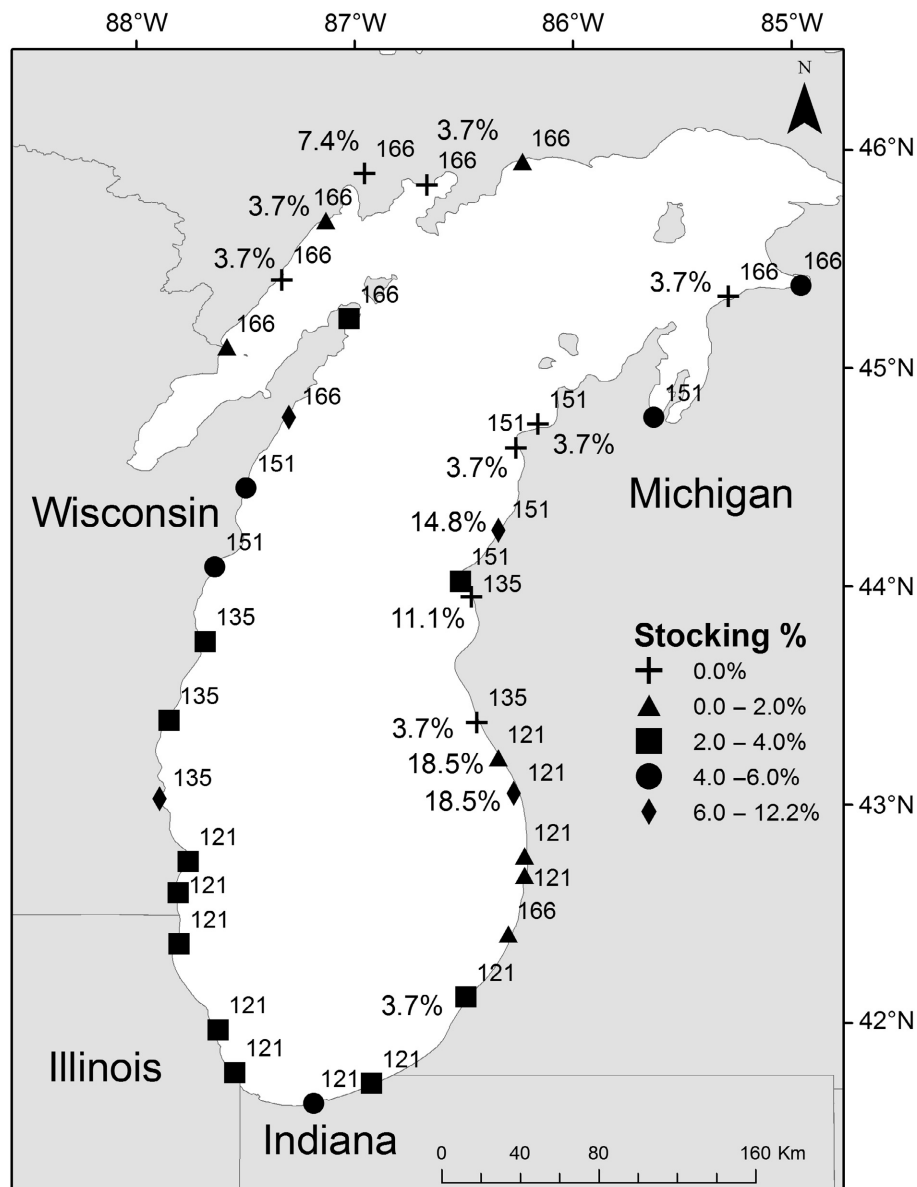 88°W 87°W 86°W 85°W
N
46°N
7.4% 166 3.7% 166 166
3.7% 166
3.7% 166
166
166
3.7% 166 166
45°N
166
151
151
151 3.7%
3.7%
151
Wisconsin
Michigan
14.8% 151
151
151
135
11.1%
44°N
135
135
135
3.7%
121
18.5%
121
18.5%
135
43°N
Stocking %
0.0%
0.0 – 2.0%
2.0 – 4.0%
4.0 –6.0%
6.0 – 12.2%
121
121
121
121
121
166
121
3.7%
42°N
121
121
121
121
Illinois
Indiana
0 40 80 160 Km